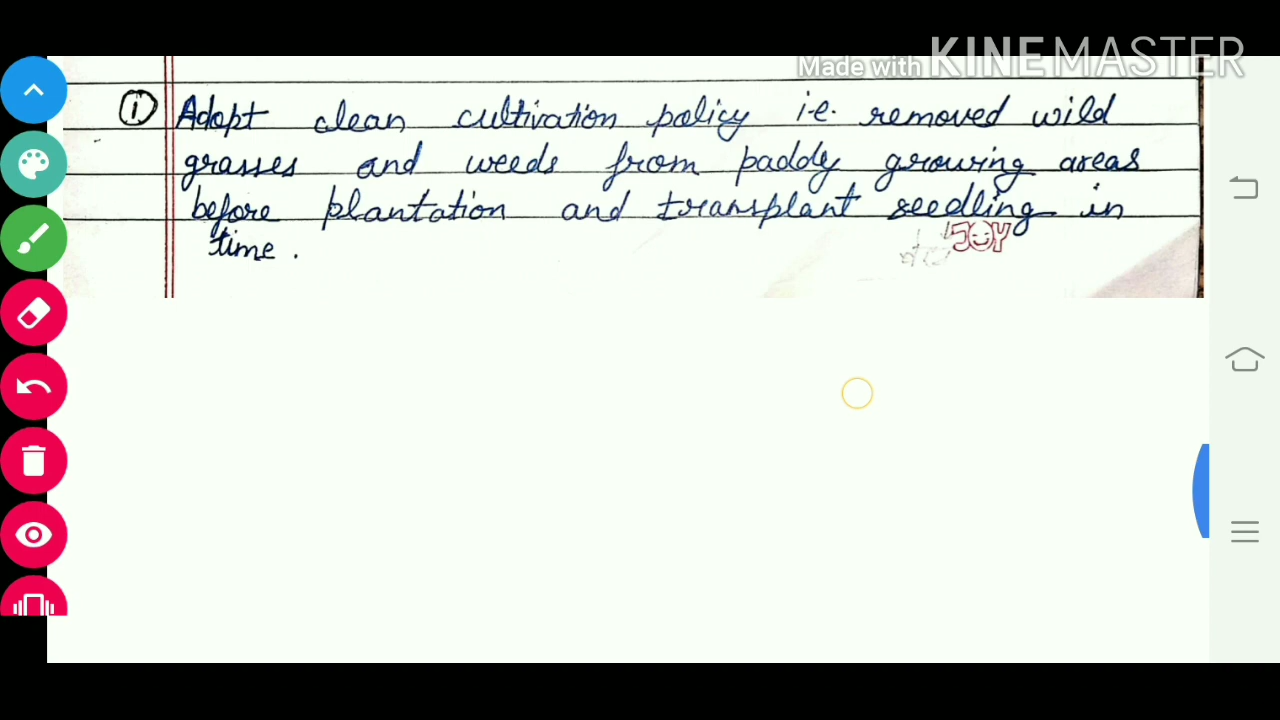 Made with KINEMASTER
i Adopt clean cultivation policy i.e. removed wild
grasses and weeds from paddy growing areas
before plantation and transplant seedling in
time.
JOY